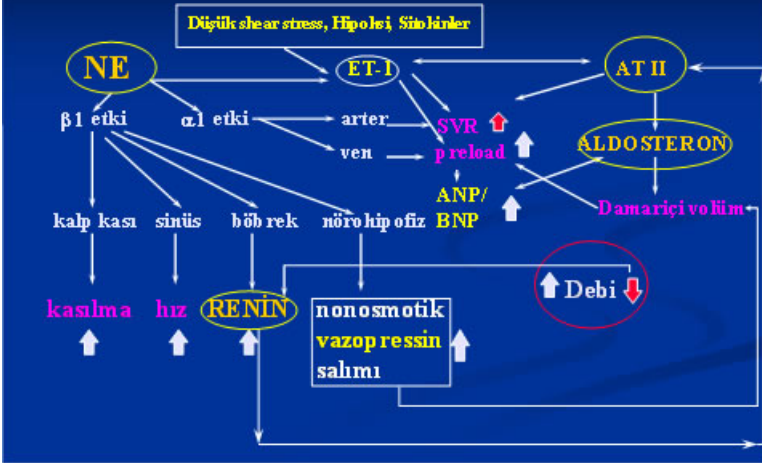 Düşük shear stress, Hipoksi, Sitokinler
NE
ET-1
AT II
β1 etki
α1 etki
arter
SVR
ven
preload
ALDOSTERON
ANP/
BNP
Damariçi volüm
kalp kası
sinüs
böbrek
nörohipofiz
Debi
kasılma
hız
RENİN
nonosmotik
vazopressin
salımı